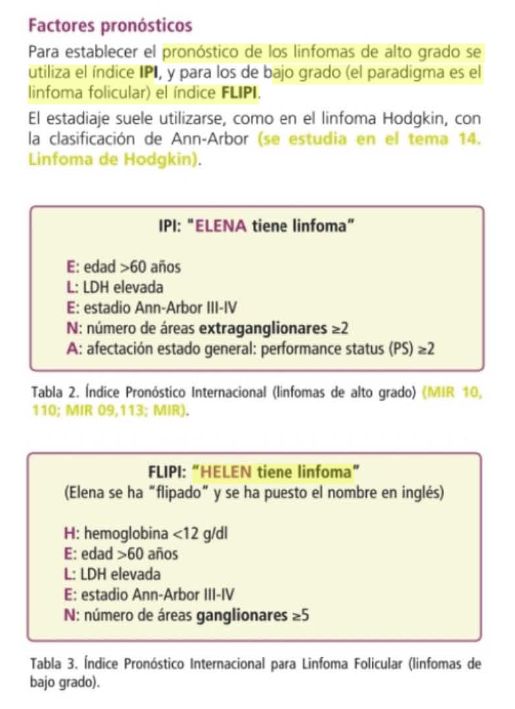 Factores pronósticos
Para establecer el pronóstico de los linfomas de alto grado se
utiliza el índice IPI, y para los de bajo grado (el paradigma es el
linfoma folicular) el índice FLIPI.
El estadiaje suele utilizarse, como en el linfoma Hodgkin, con
la clasificación de Ann-Arbor (se estudia en el tema 14.
Linfoma de Hodgkin).
IPI: "ELENA tiene linfoma"
E: edad >60 años
L: LDH elevada
E: estadio Ann-Arbor III-IV
N: número de áreas extraganglionares ≥2
A: afectación estado general: performance status (PS) ≥2
Tabla 2. Índice Pronóstico Internacional (linfomas de alto grado) (MIR 10,
110; MIR 09,113; MIR).
FLIPI: "HELEN tiene linfoma"
(Elena se ha "flipado" y se ha puesto el nombre en inglés)
H: hemoglobina <12 g/dl
E: edad >60 años
L: LDH elevada
E: estadio Ann-Arbor III-IV
N: número de áreas ganglionares ≥5
Tabla 3. Índice Pronóstico Internacional para Linfoma Folicular (linfomas de
bajo grado).